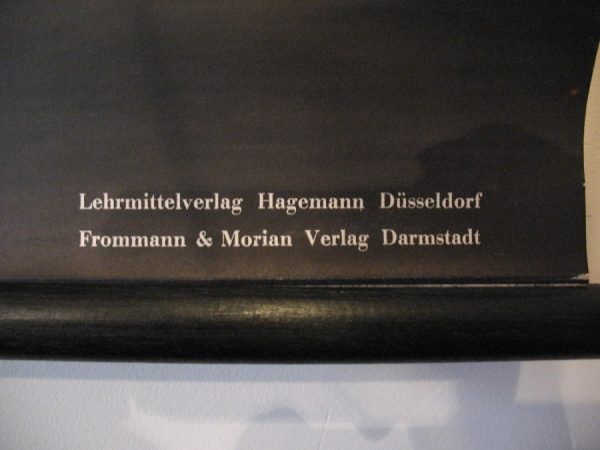 Lehrmittelverlag Hagemann Düsseldorf
Frommann & Morian Verlag Darmstadt